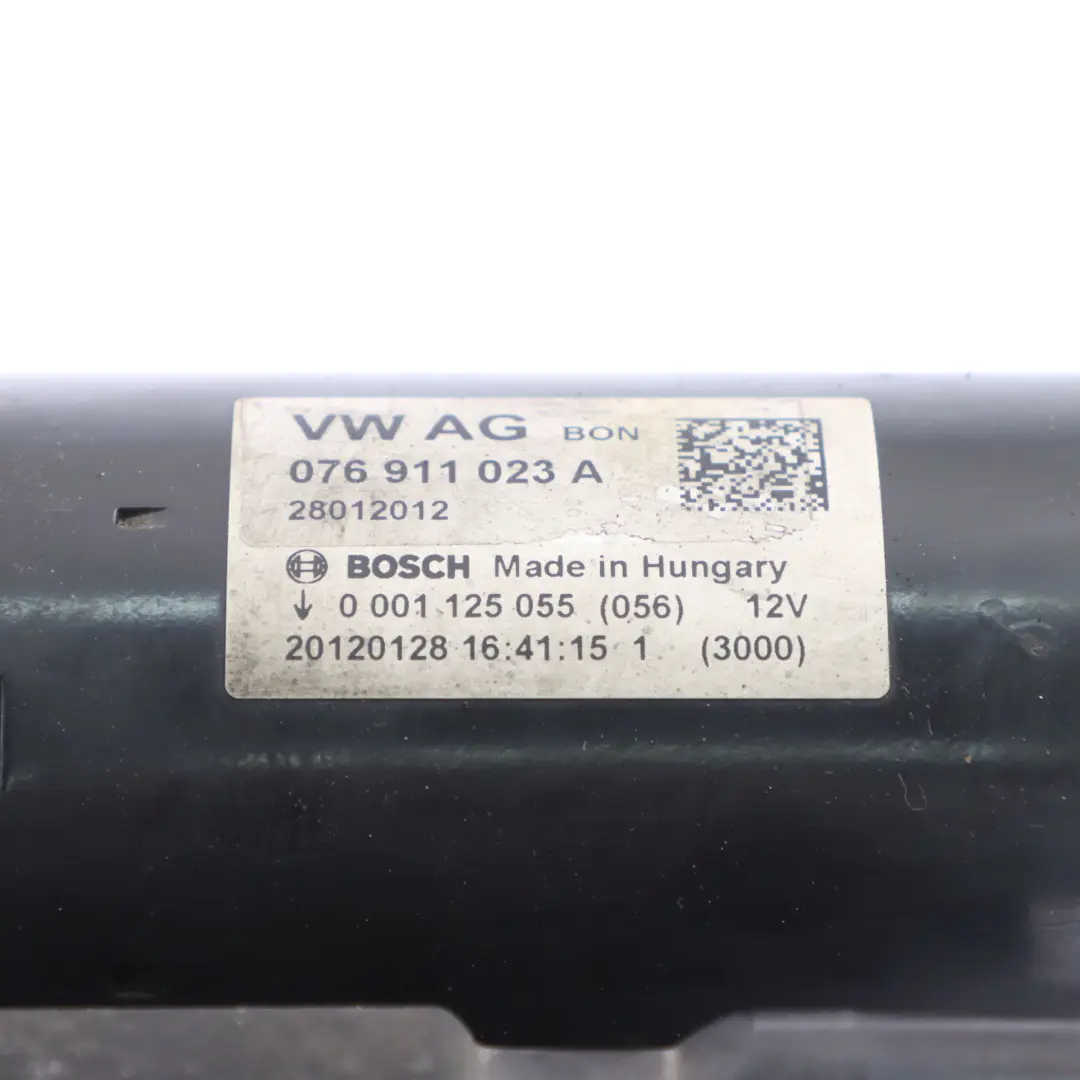 VW AG BON
076 911 023 A
28012012
BOSCH Made in Hungary
↓ 0 001 125 055 (056) 12V
20120128 16:41:15 1 (3000)